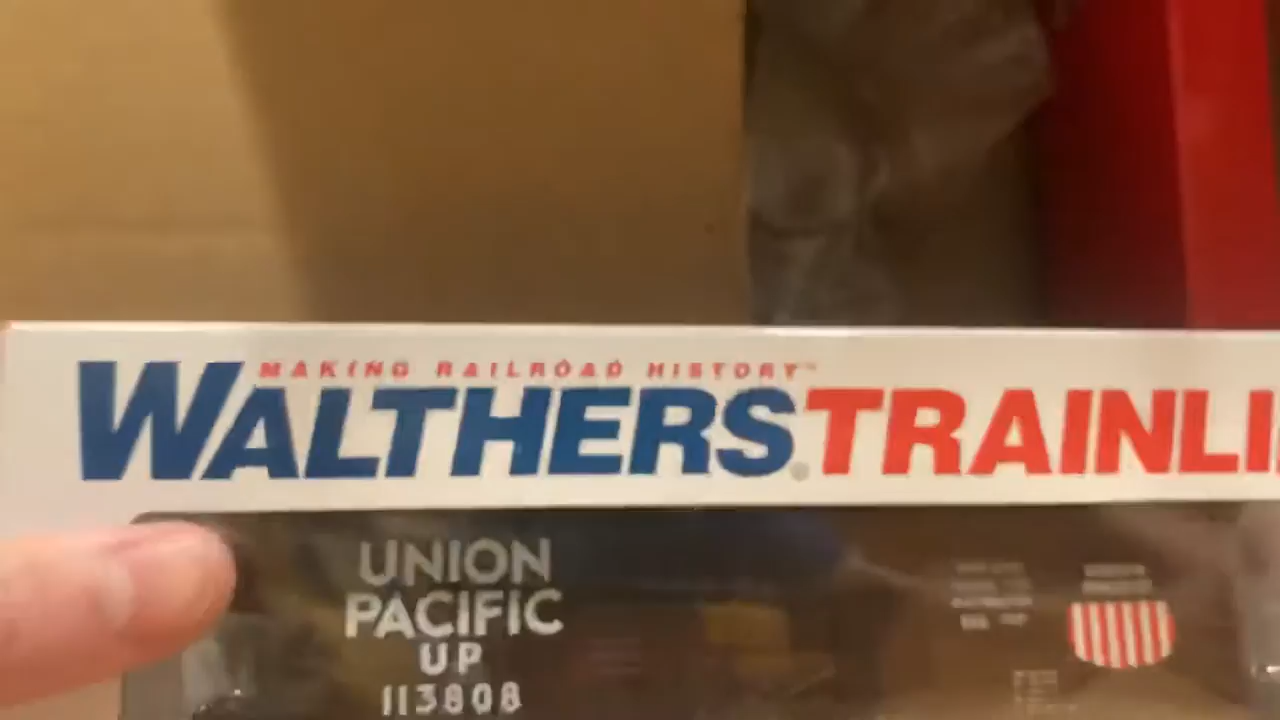 MAKING RAILROAD HISTORY™
WALTHERS®TRAINLI
UNION
PACIFIC
UP
113808